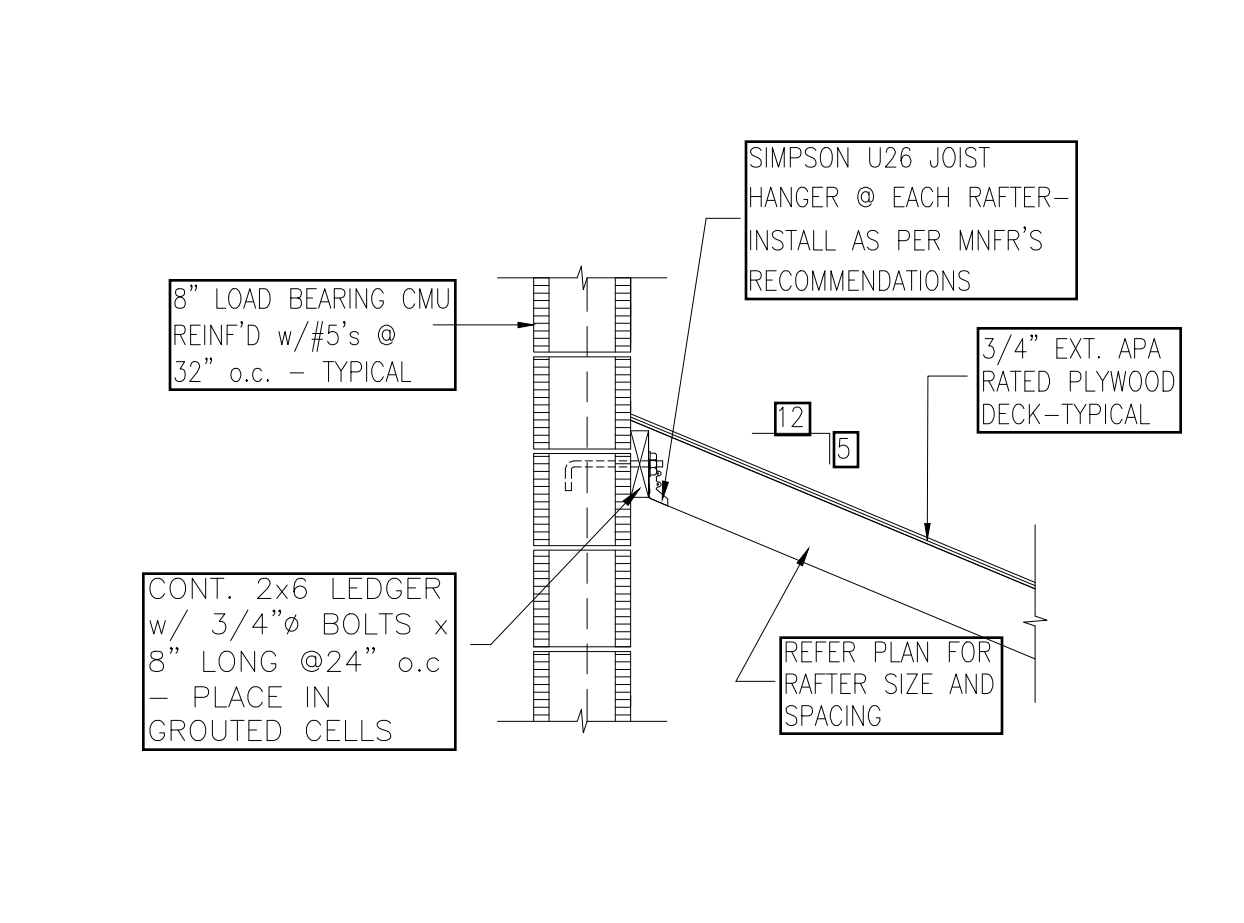 SIMPSON U26 JOIST
HANGER @ EACH RAFTER-
INSTALL AS PER MNFR'S
RECOMMENDATIONS
8" LOAD BEARING CMU
REINF'D w/#5's @
32" o.c. - TYPICAL
3/4" EXT. APA
RATED PLYWOOD
DECK-TYPICAL
12
5
CONT. 2x6 LEDGER
w/ 3/4"ø BOLTS x
8" LONG @24" o.c
- PLACE IN
GROUTED CELLS
REFER PLAN FOR
RAFTER SIZE AND
SPACING